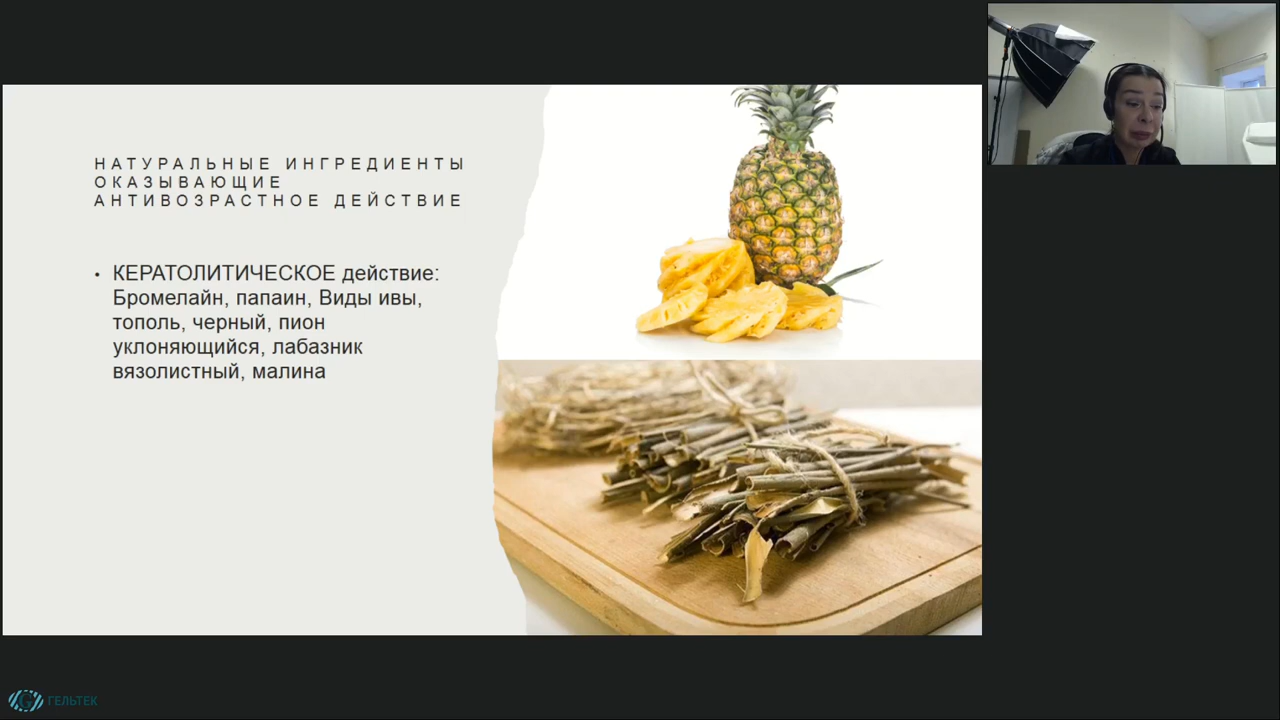 НАТУРАЛЬНЫЕ ИНГРЕДИЕНТЫ
ОКАЗЫВАЮЩИЕ
АНТИВОЗРАСТНОЕ ДЕЙСТВИЕ
• КЕРАТОЛИТИЧЕСКОЕ действие:
Бромелайн, папаин, Виды ивы,
тополь, черный, пион
уклоняющийся, лабазник
вязолистный, малина
ГЕЛЬТЕК